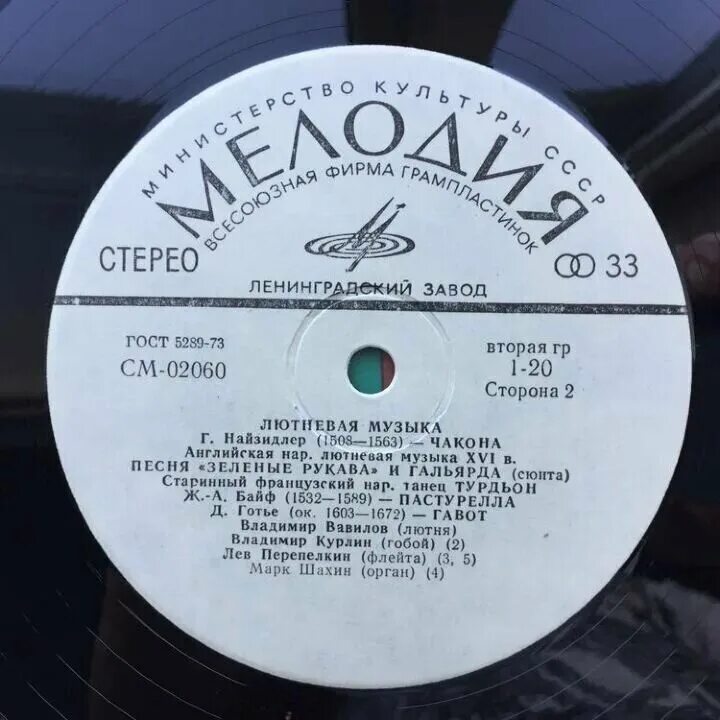 МИНИСТЕРСТВО КУЛЬТУРЫ СССР
МЕЛОДИЯ
ВСЕСОЮЗНАЯ ФИРМА ГРАМПЛАСТИНОК
СТЕРЕО
33
ЛЕНИНГРАДСКИЙ ЗАВОД
ГОСТ 5289-73
вторая гр
СМ-02060
1-20
Сторона 2
ЛЮТНЕВАЯ МУЗЫКА
Г. Найзидлер (1508—1563) — ЧАКОНА
Английская нар. лютневая музыка XVI в.
ПЕСНЯ «ЗЕЛЕНЫЕ РУКАВА» И ГАЛЬЯРДА (сюита)
Старинный французский нар. танец ТУРДЬОН
Ж.-А. Байф (1532—1589) — ПАСТУРЕЛЛА
Д. Готье (ок. 1603—1672) — ГАВОТ
Владимир Вавилов (лютня)
Владимир Курлин (гобой) (2)
Лев Перепелкин (флейта) (3, 5)
Марк Шахин (орган) (4)